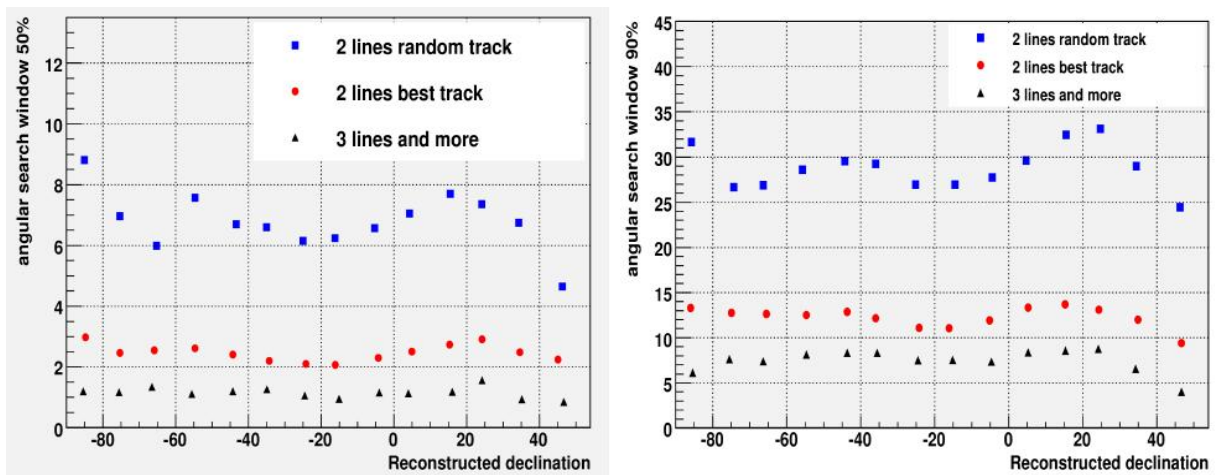 angular search window 50%
12
10
8
6
4
2
0
2 lines random track
2 lines best track
3 lines and more
-80 -60 -40 -20 0 20 40
Reconstructed declination
angular search window 90%
45
40
35
30
25
20
15
10
5
0
2 lines random track
2 lines best track
3 lines and more
-80 -60 -40 -20 0 20 40
Reconstructed declination